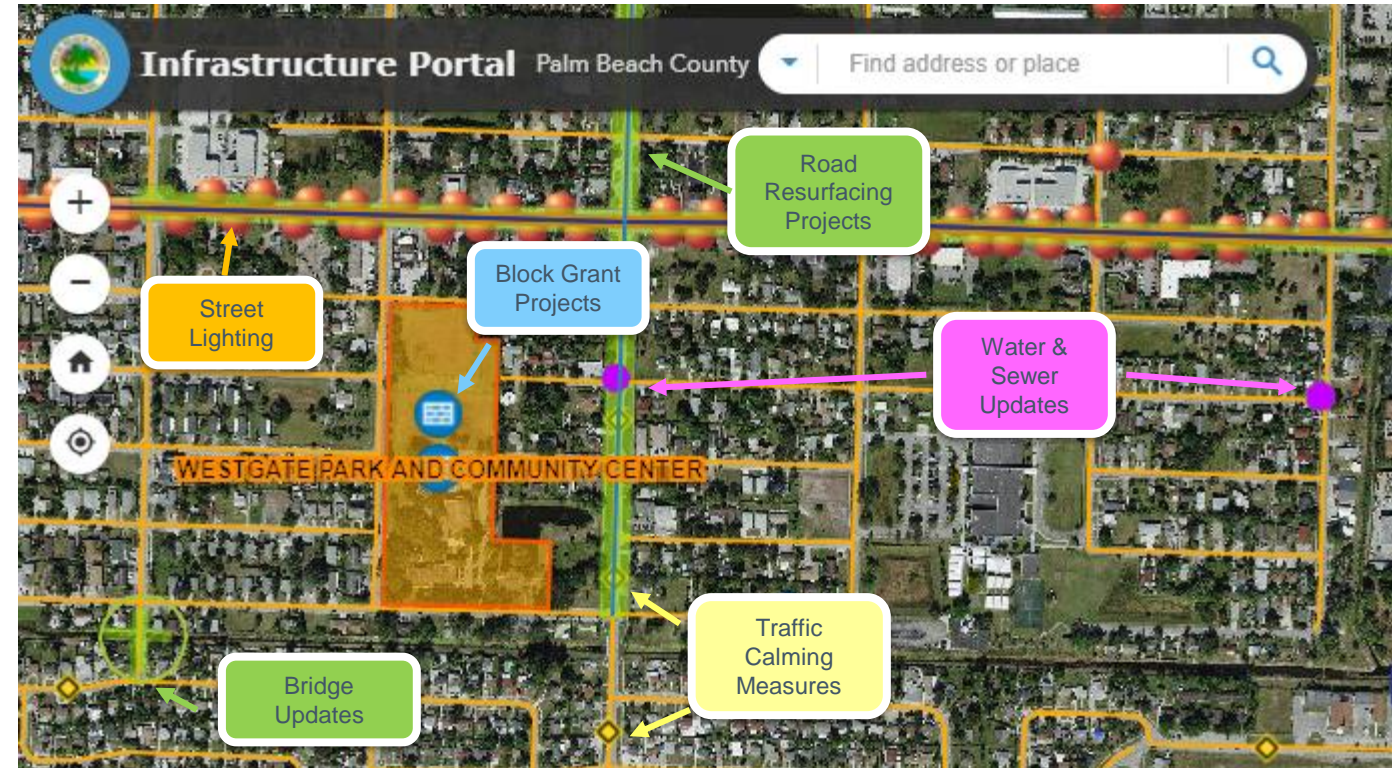 Infrastructure Portal Palm Beach County
Find address or place
Road
Resurfacing
Projects
Block Grant
Projects
Street
Lighting
Water &
Sewer
Updates
WESTGATE PARK AND COMMUNITY CENTER
Traffic
Calming
Measures
Bridge
Updates